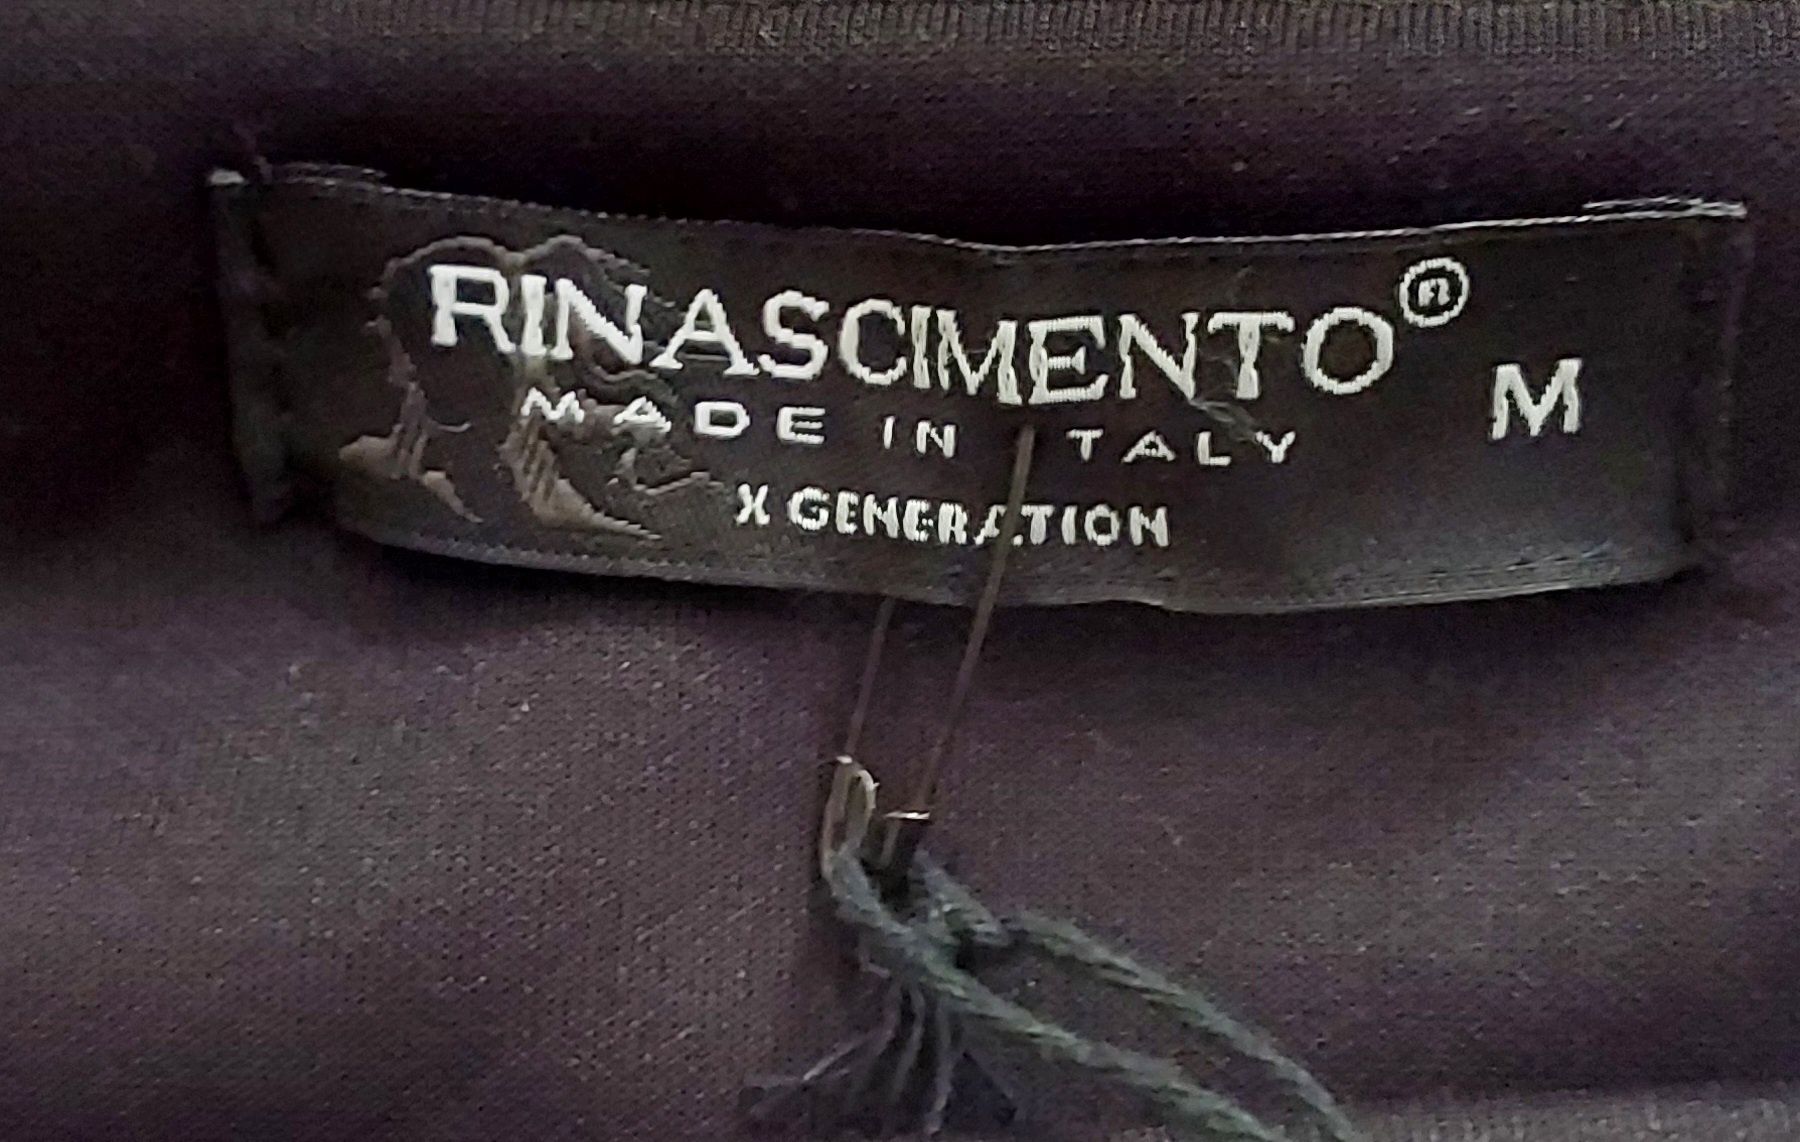 RINASCIMENTO®
M
MADE IN ITALY
X GENERATION